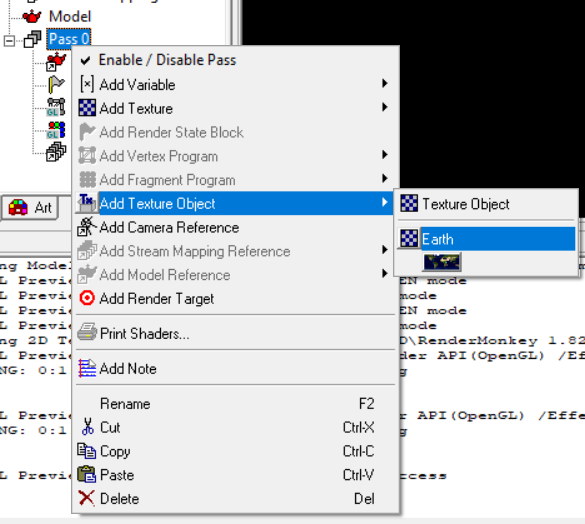 Model
Pass 0
Enable / Disable Pass
Add Variable
Add Texture
Add Render State Block
Add Vertex Program
Add Fragment Program
Add Texture Object
Texture Object
Add Camera Reference
Earth
Add Stream Mapping Reference
Add Model Reference
Add Render Target
Print Shaders...
Add Note
Rename F2
Cut Ctrl-X
Copy Ctrl-C
Paste Ctrl-V
Delete Del
Art
ng Model
L Previ EN mode
L Previ mode
L Previ EN mode
L Previ mode
ng 2D T D\RenderMonkey 1.82
L Previ der API(OpenGL) /Ef
NG: 0:1 g
L Previ r API(OpenGL) /Effe
NG: 0:1 g
L Previ ccess